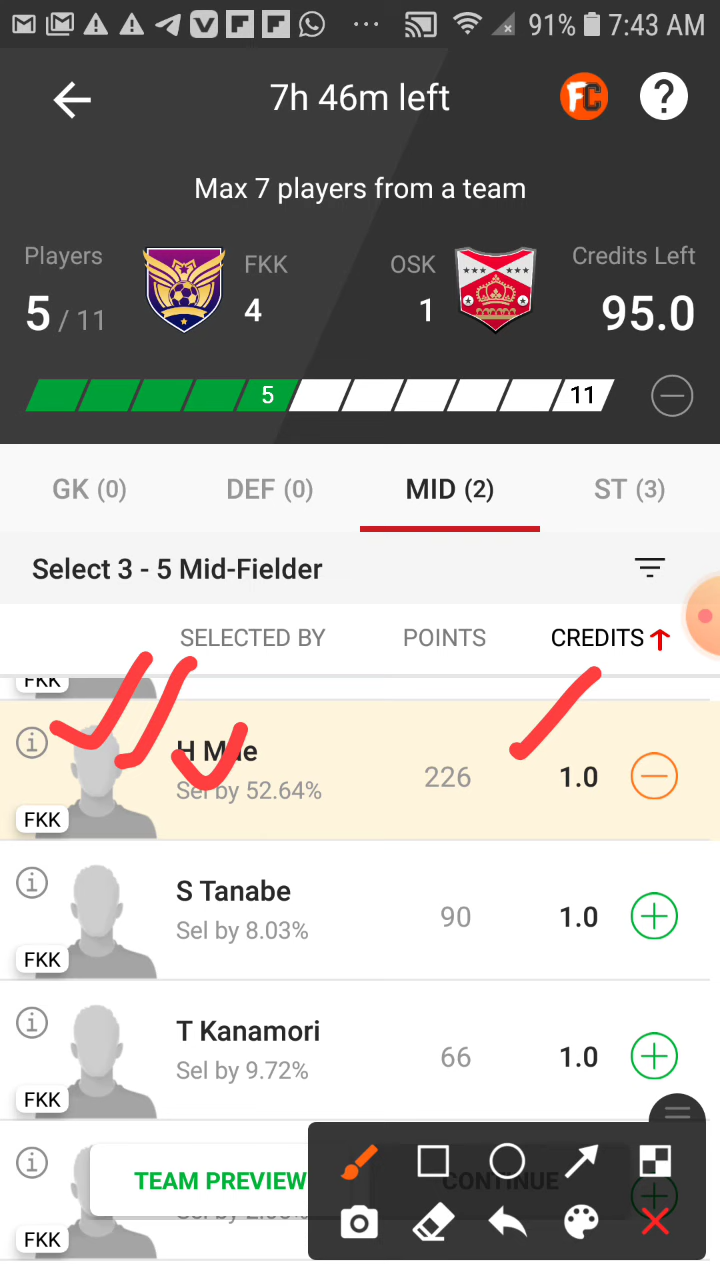 91% 7:43 AM
7h 46m left
FC
?
Max 7 players from a team
Players
FKK
OSK
Credits Left
5 / 11
4
1
95.0
5
11
GK (0)
DEF (0)
MID (2)
ST (3)
Select 3 - 5 Mid-Fielder
SELECTED BY
POINTS
CREDITS
FKK
H Mae
Sel by 52.64%
226
1.0
FKK
S Tanabe
Sel by 8.03%
90
1.0
FKK
T Kanamori
Sel by 9.72%
66
1.0
FKK
TEAM PREVIEW
CONTINUE
Sel by
FKK